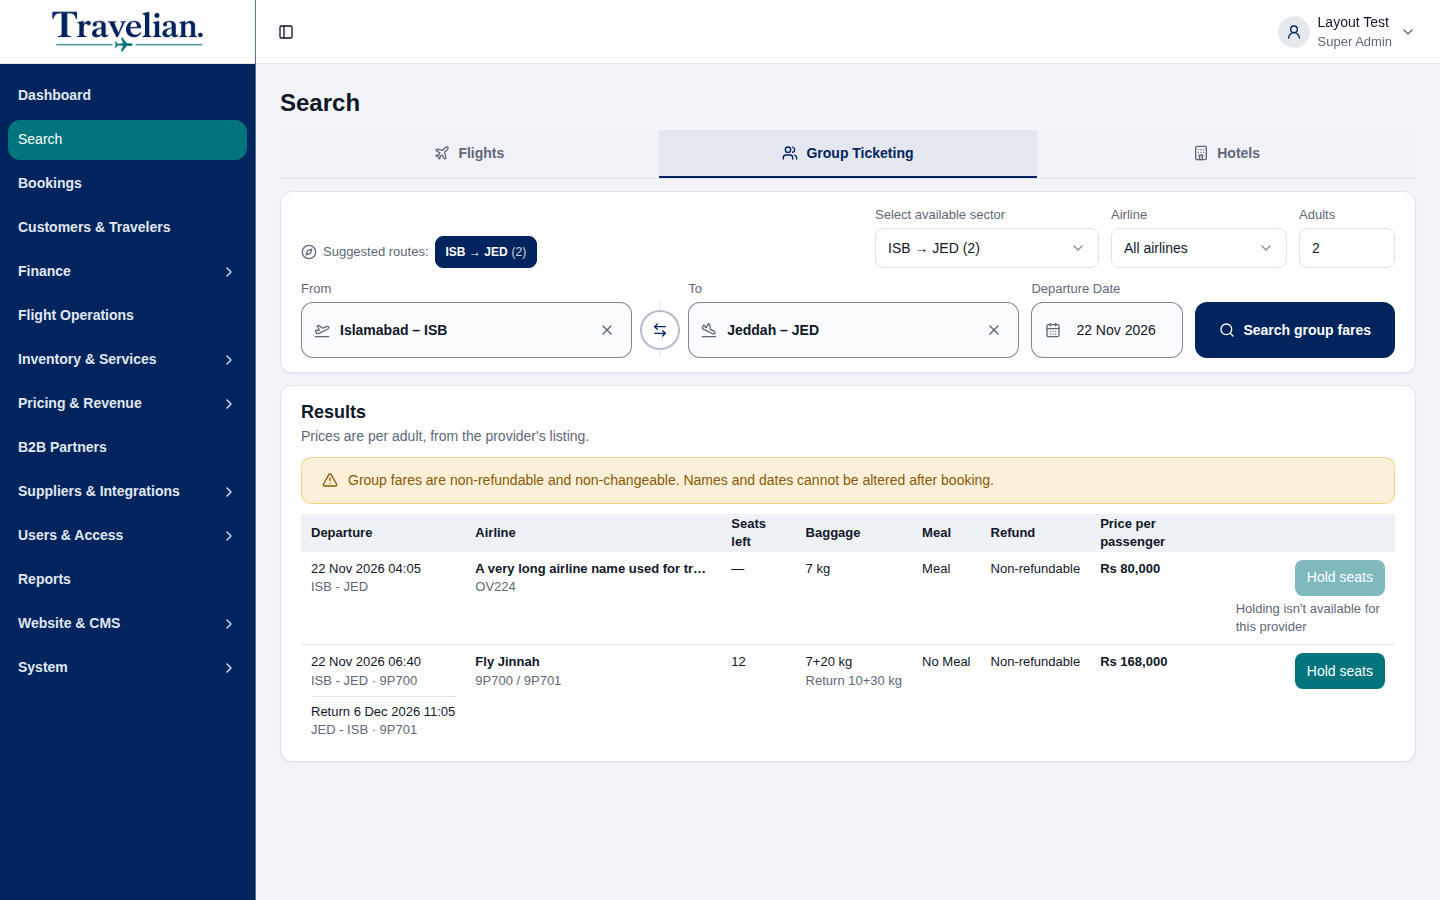 Travelian.
Layout Test
Super Admin
Dashboard
Search
Bookings
Customers & Travelers
Finance
Flight Operations
Inventory & Services
Pricing & Revenue
B2B Partners
Suppliers & Integrations
Users & Access
Reports
Website & CMS
System
Search
Flights
Group Ticketing
Hotels
Select available sector
Airline
Adults
Suggested routes:
ISB → JED (2)
ISB → JED (2)
All airlines
2
From
To
Departure Date
Islamabad – ISB
Jeddah – JED
22 Nov 2026
Search group fares
Results
Prices are per adult, from the provider's listing.
Group fares are non-refundable and non-changeable. Names and dates cannot be altered after booking.
Departure
Airline
Seats left
Baggage
Meal
Refund
Price per passenger
22 Nov 2026 04:05
ISB - JED
A very long airline name used for tr…
OV224
—
7 kg
Meal
Non-refundable
Rs 80,000
Hold seats
Holding isn't available for
this provider
22 Nov 2026 06:40
ISB - JED · 9P700
Return 6 Dec 2026 11:05
JED - ISB · 9P701
Fly Jinnah
9P700 / 9P701
12
7+20 kg
Return 10+30 kg
No Meal
Non-refundable
Rs 168,000
Hold seats